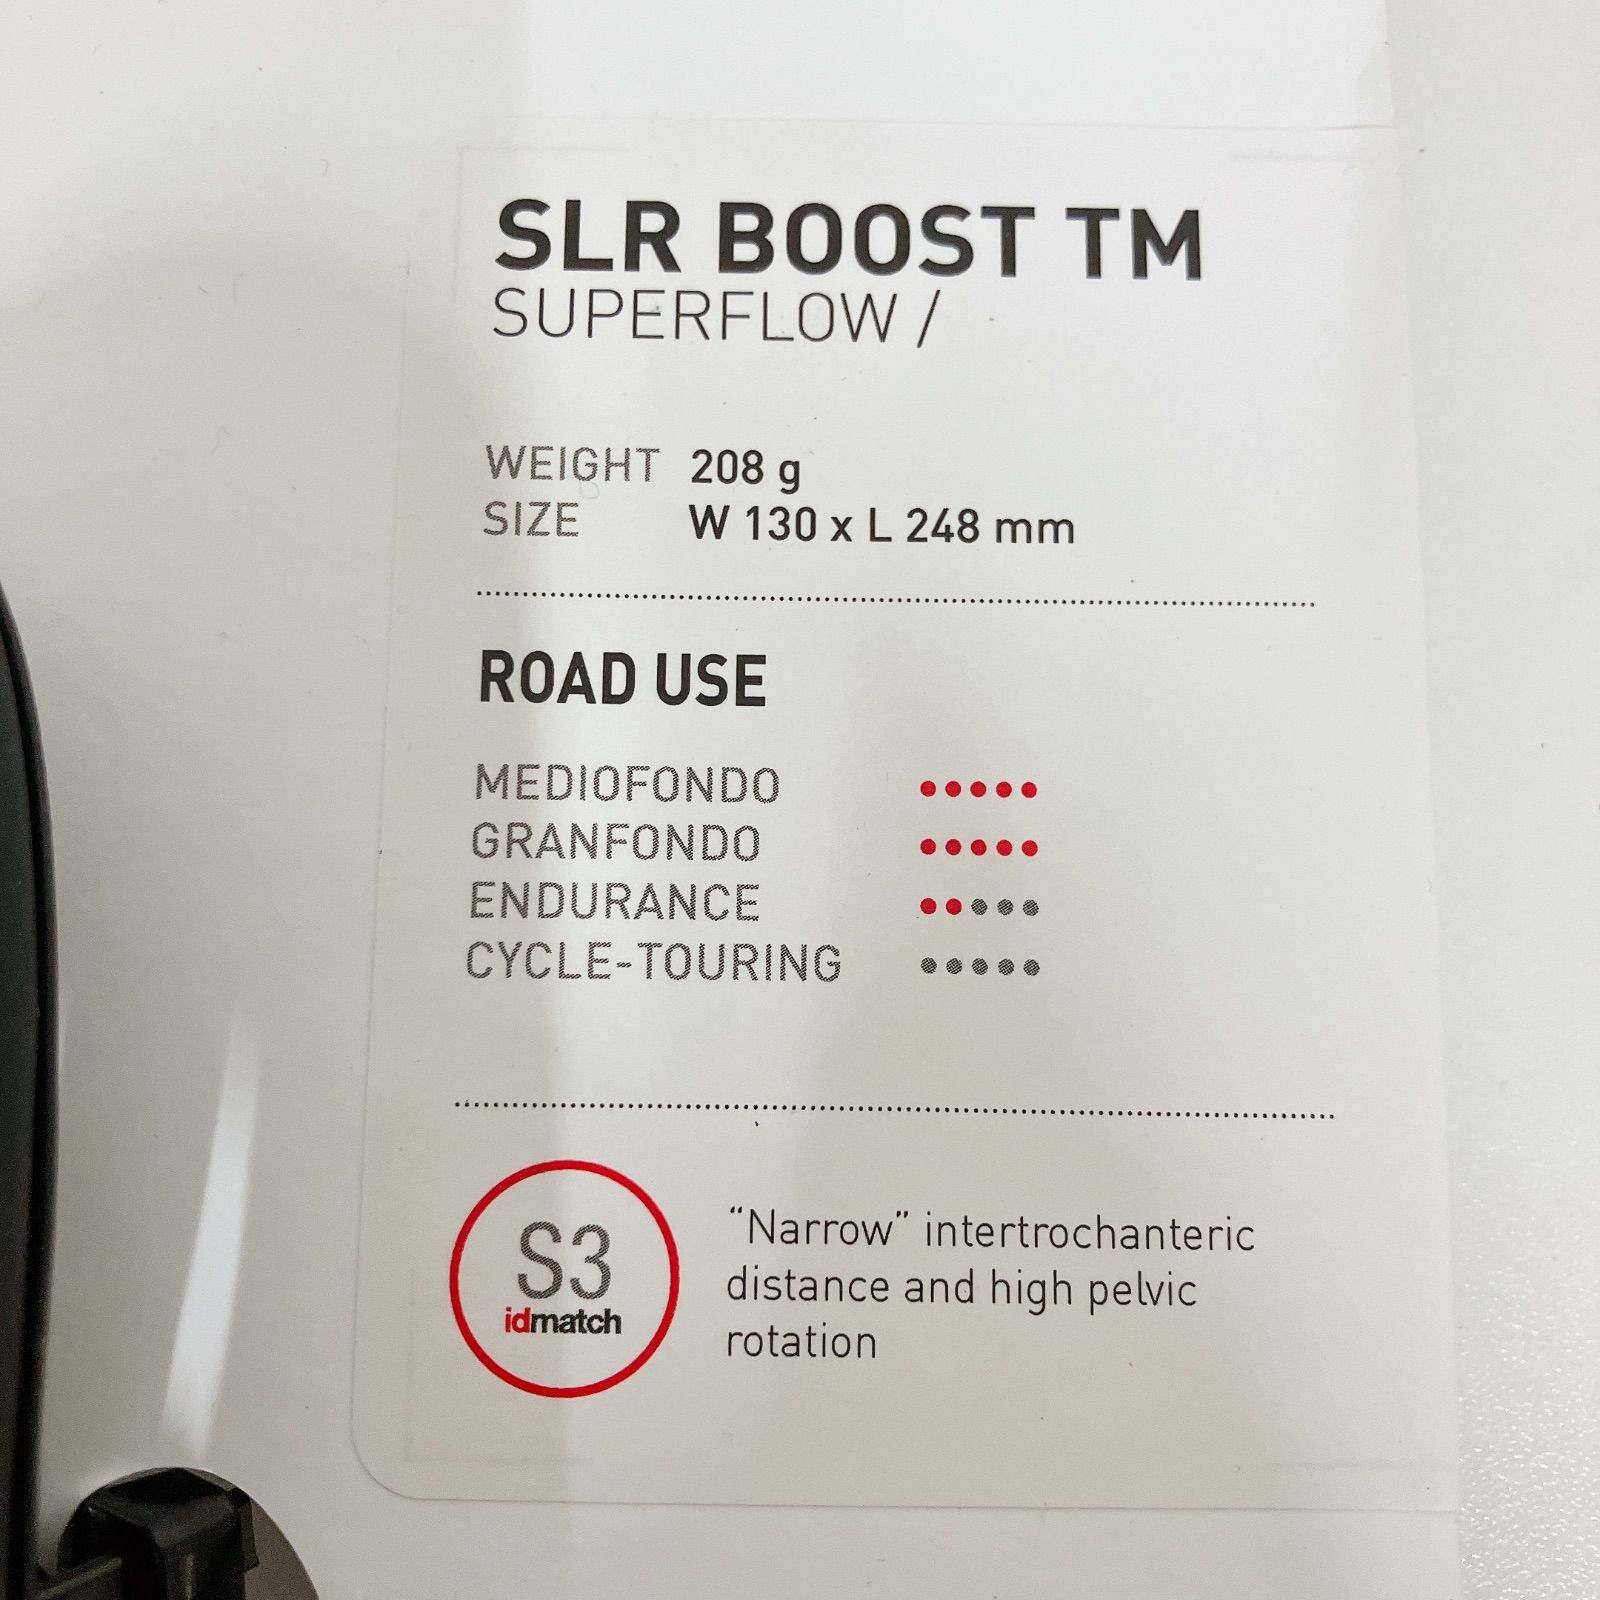 SLR BOOST TM
SUPERFLOW /
WEIGHT 208 g
SIZE W 130 x L 248 mm
ROAD USE
MEDIOFONDO
GRANFONDO
ENDURANCE
CYCLE-TOURING
S3
idmatch
“Narrow” intertrochanteric
distance and high pelvic
rotation